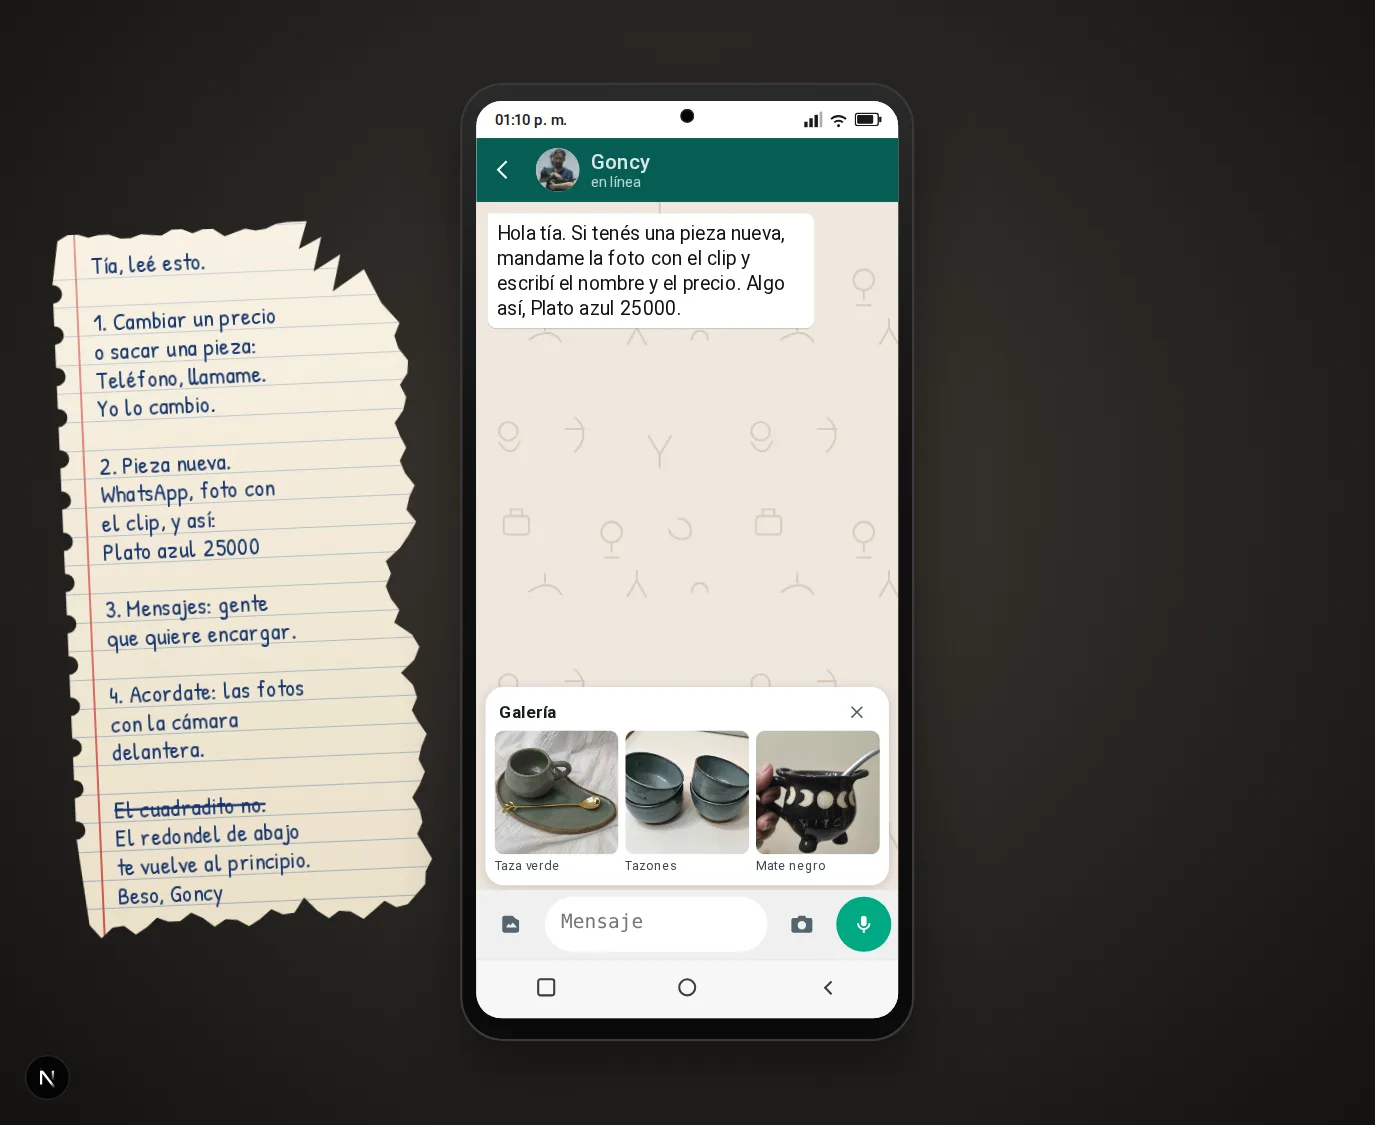 Tía, leé esto.
1. Cambiar un precio
o sacar una pieza:
Teléfono, llamame.
Yo lo cambio.
2. Pieza nueva.
WhatsApp, foto con
el clip, y así:
Plato azul 25000
3. Mensajes: gente
que quiere encargar.
4. Acordate: las fotos
con la cámara
delantera.
El cuadradito no.
El redondel de abajo
te vuelve al principio.
Beso, Goncy
01:10 p. m.
Goncy
en línea
Hola tía. Si tenés una pieza nueva,
mandame la foto con el clip y
escribí el nombre y el precio. Algo
así, Plato azul 25000.
Galería
Taza verde
Tazones
Mate negro
Mensaje
N